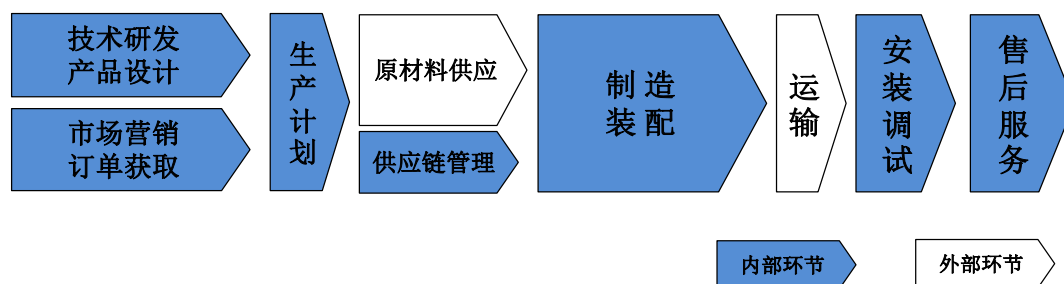 技术研发
产品设计
市场营销
订单获取
生产计划
原材料供应
供应链管理
制 造
装 配
运输
安装调试
售后服务
内部环节
外部环节